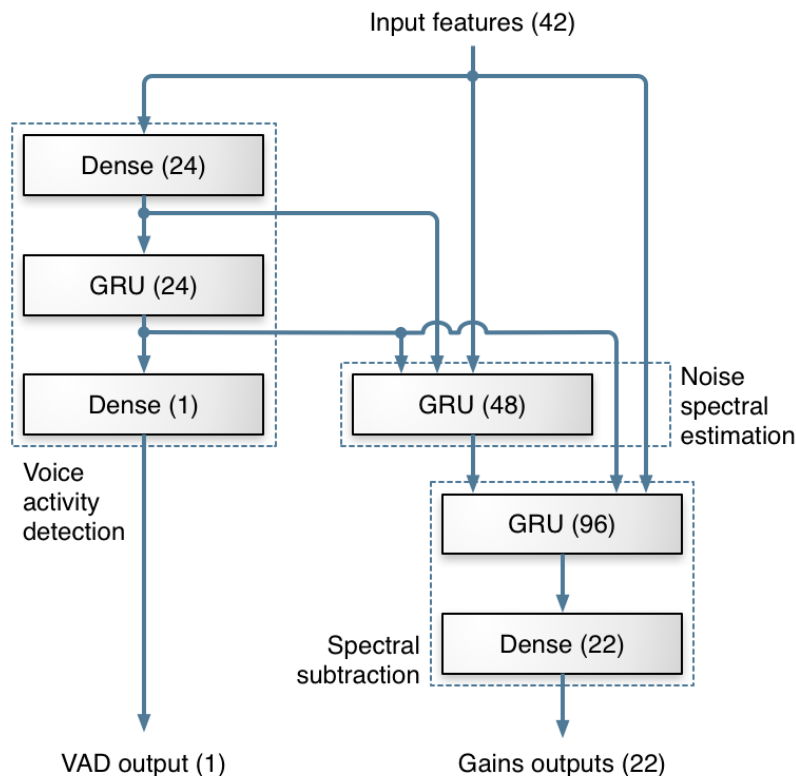 Input features (42)
Dense (24)
GRU (24)
Dense (1)
Voice
activity
detection
GRU (48)
Noise
spectral
estimation
GRU (96)
Dense (22)
Spectral
subtraction
VAD output (1)
Gains outputs (22)